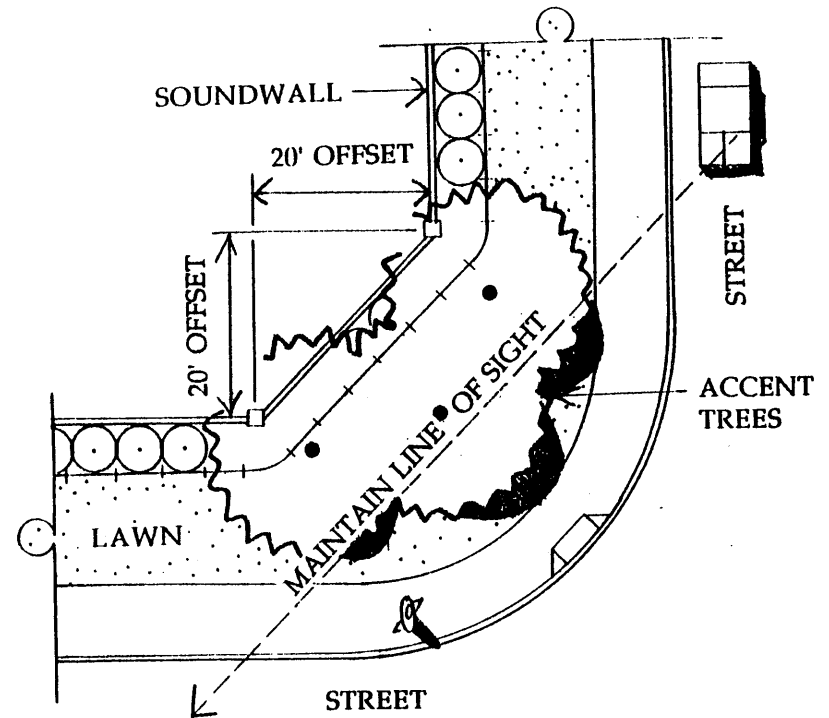 SOUNDWALL
20' OFFSET
20' OFFSET
STREET
MAINTAIN LINE OF SIGHT
ACCENT
TREES
LAWN
STREET